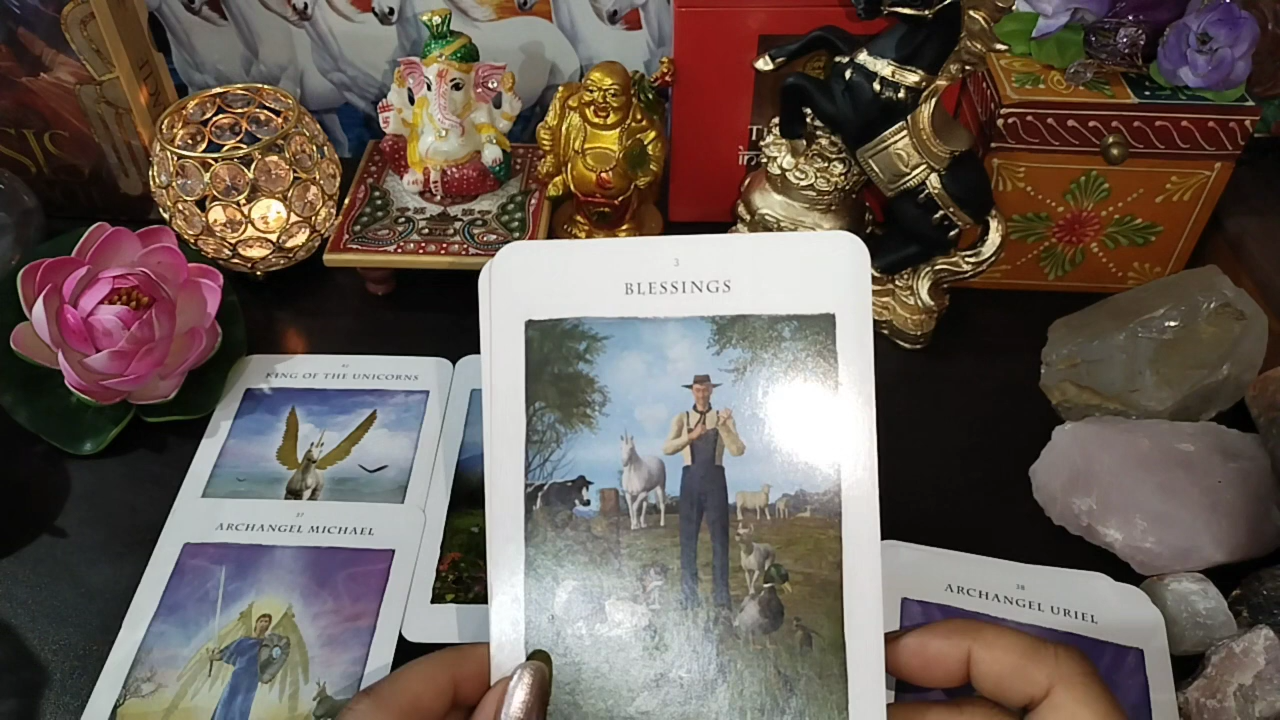 3
BLESSINGS
KING OF THE UNICORNS
37
ARCHANGEL MICHAEL
38
ARCHANGEL URIEL